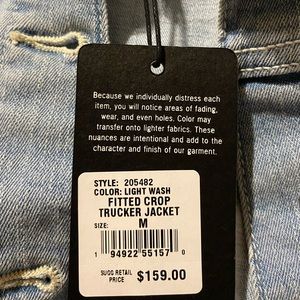 Because we individually distress each
item, you will notice areas of fading,
wear, and even holes. Color may
transfer onto lighter fabrics. These
nuances are intentional and add to the
character and finish of our garment.
STYLE: 205482
COLOR: LIGHT WASH
FITTED CROP
TRUCKER JACKET
SIZE: M
1 94922 55157 0
SUGG RETAIL
PRICE $159.00